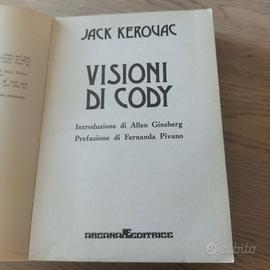 JACK KEROUAC
VISIONI
DI CODY
Introduzione di Allen Ginsberg
Prefazione di Fernanda Pivano
ARCANA EDITRICE
subito